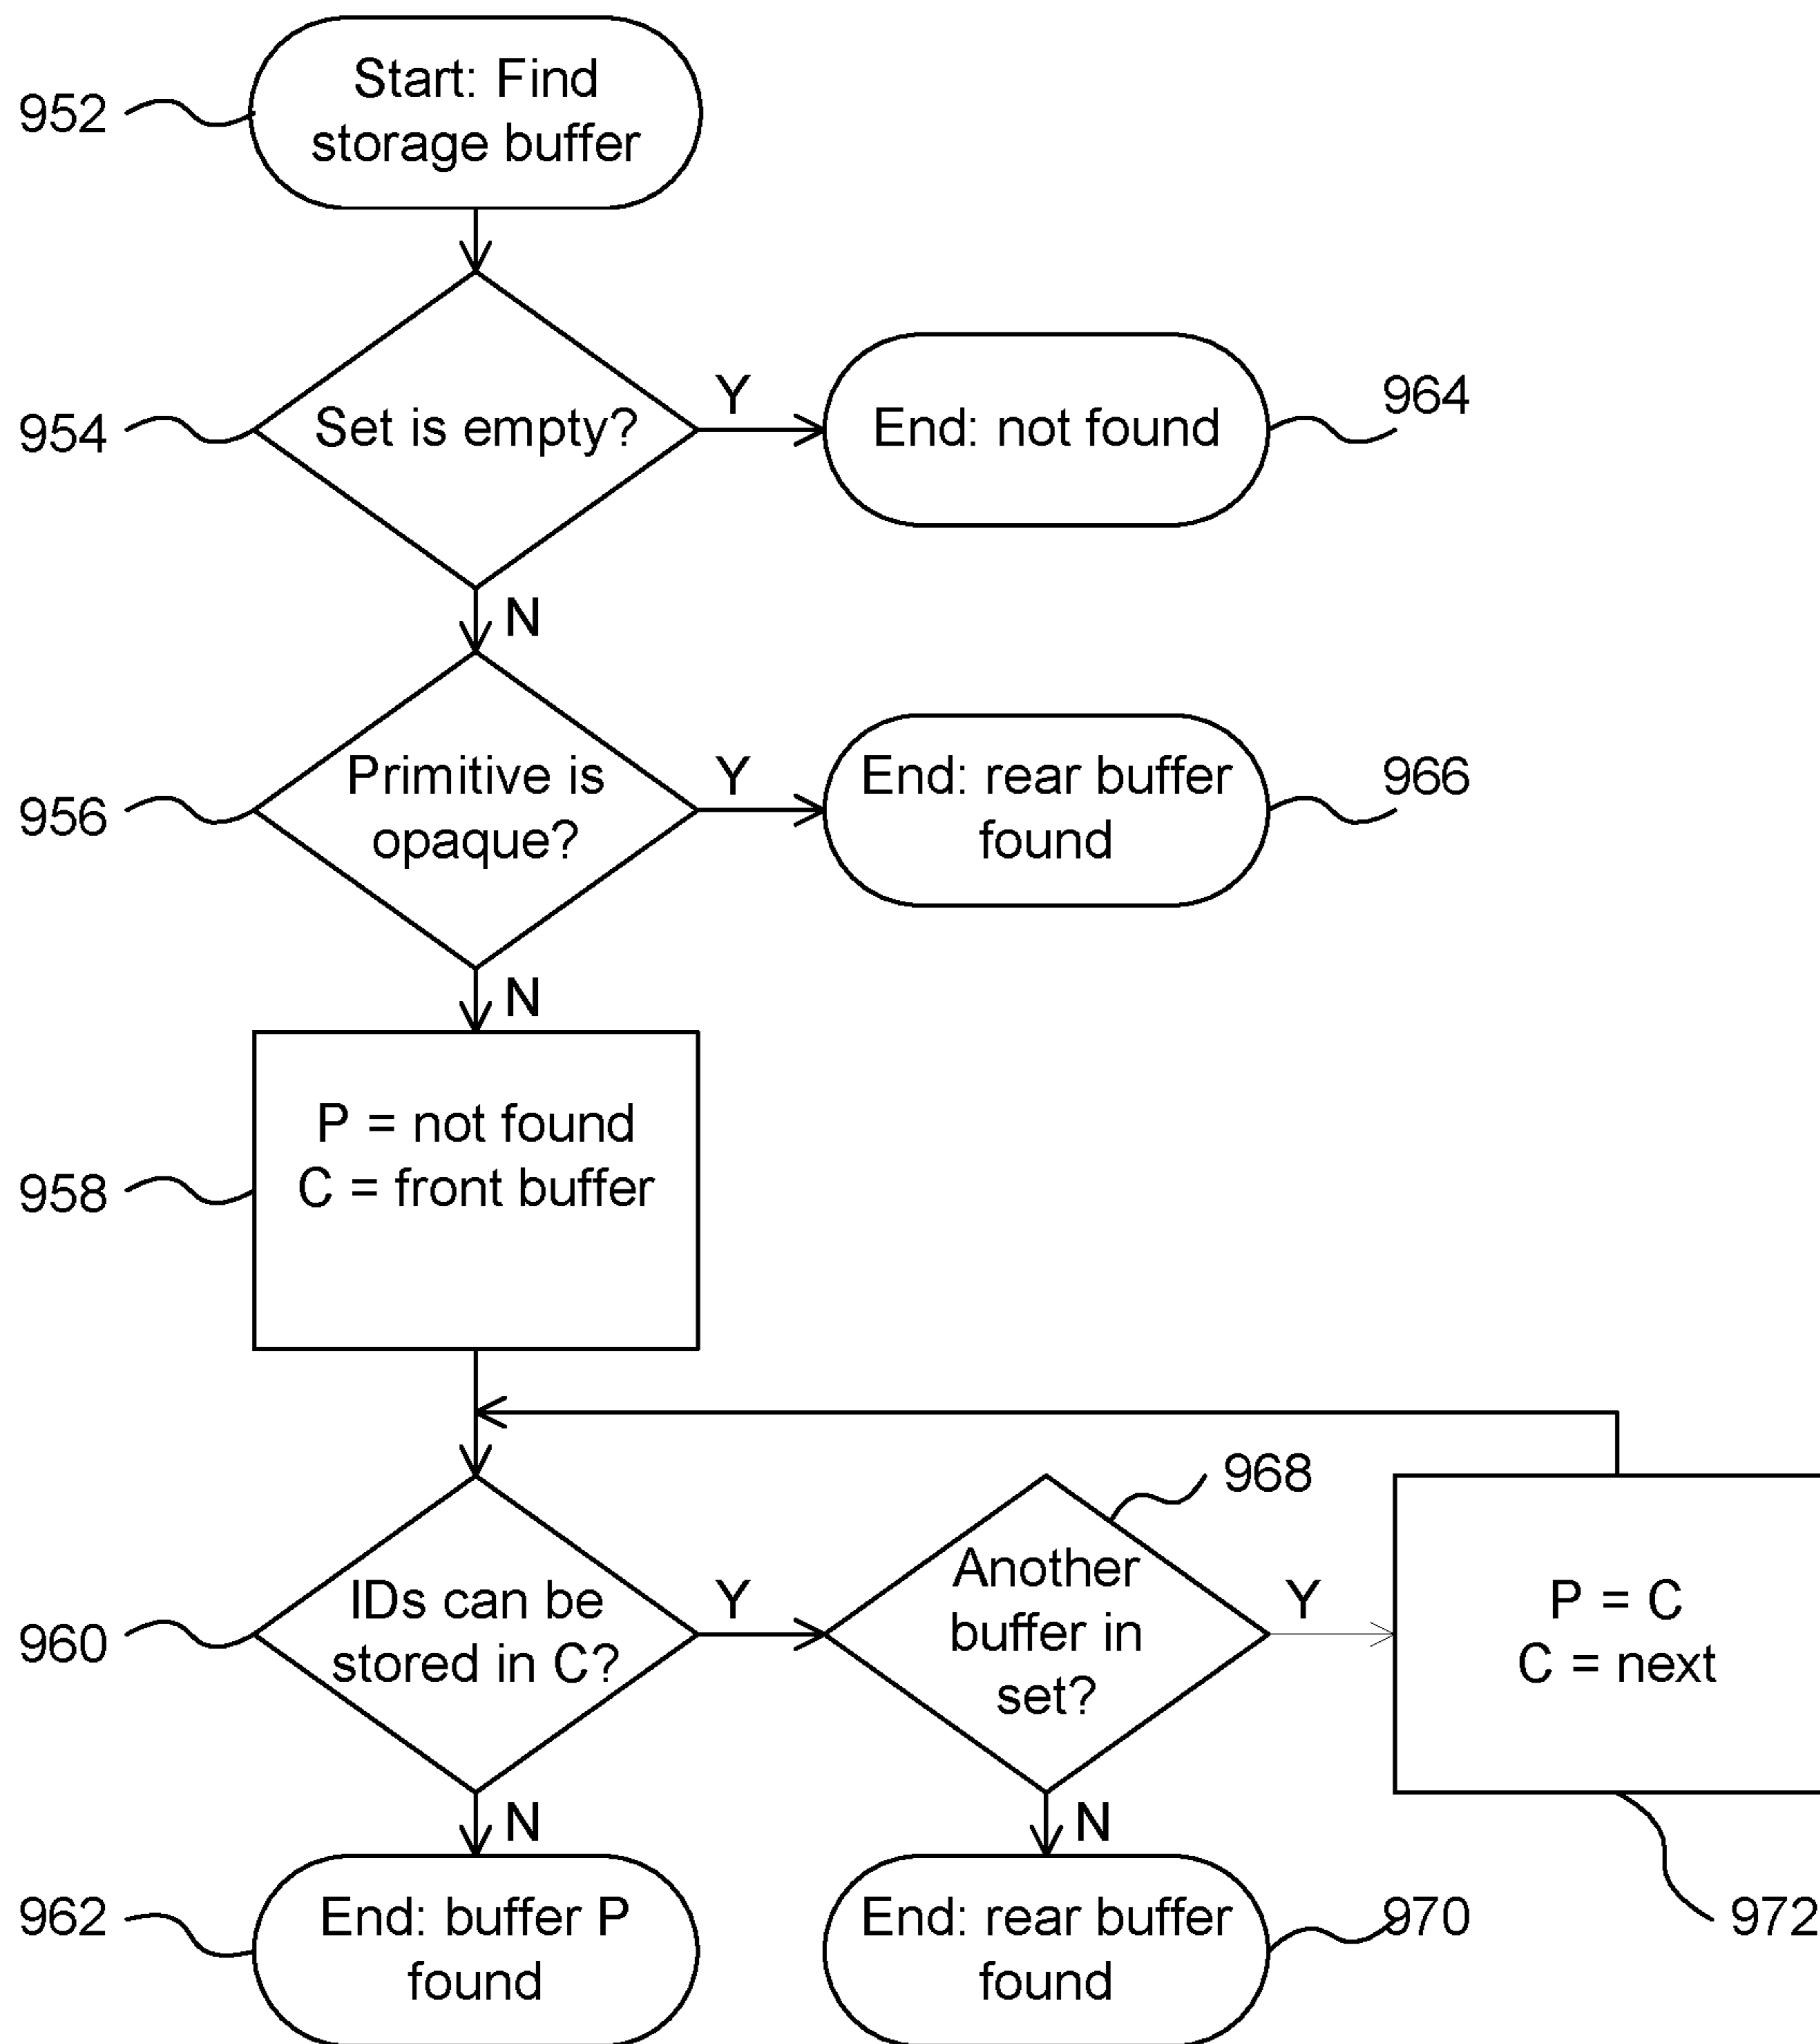 Start: Find
storage buffer
952
Set is empty?
954
Y
End: not found
964
N
Primitive is
opaque?
956
Y
End: rear buffer
found
966
N
P = not found
C = front buffer
958
IDs can be
stored in C?
960
Y
Another
buffer in
set?
968
Y
P = C
C = next
972
N
End: buffer P
found
962
N
End: rear buffer
found
970